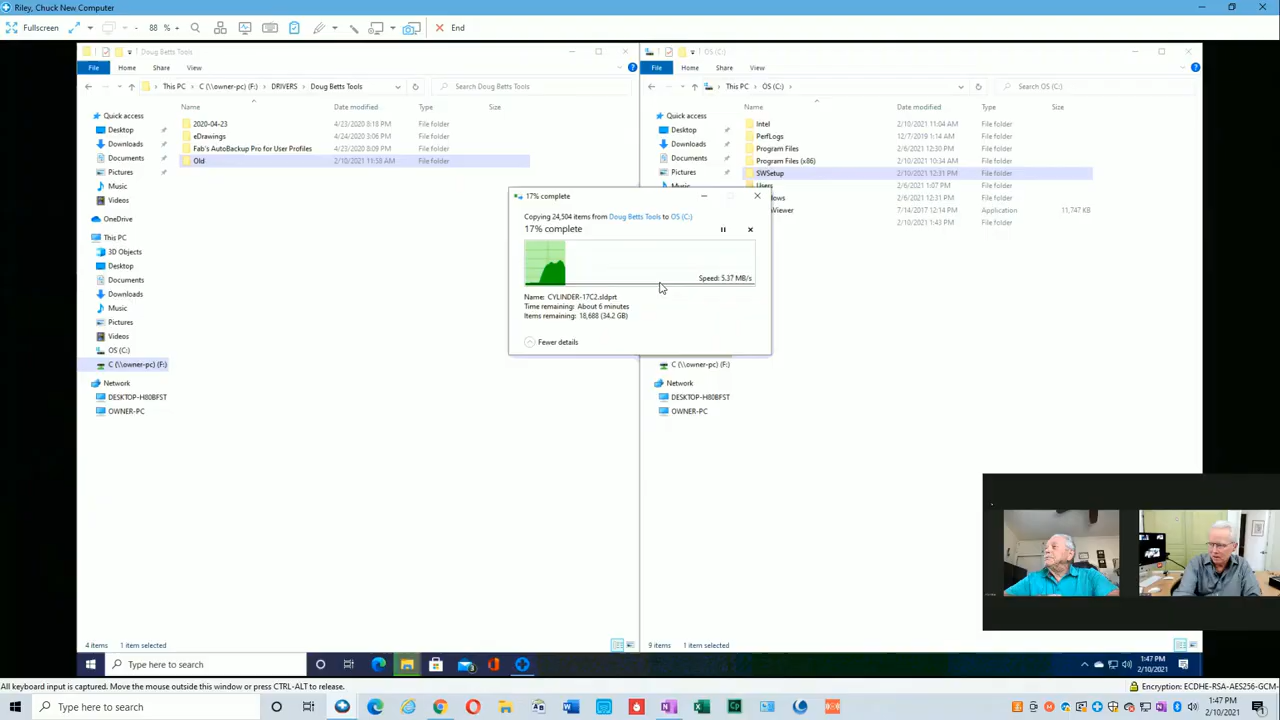 Riley, Chuck New Computer
Fullscreen
88 %
End
Doug Betts Tools
File Home Share View
This PC > C (\\owner-pc) (F:) > DRIVERS > Doug Betts Tools
Search Doug Betts Tools
Name Date modified Type Size
Quick access
Desktop
Downloads
Documents
Pictures
Music
Videos
OneDrive
This PC
3D Objects
Desktop
Documents
Downloads
Music
Pictures
Videos
OS (C:)
C (\\owner-pc) (F:)
Network
DESKTOP-H80BFST
OWNER-PC
2020-04-23 4/23/2020 8:18 PM File folder
eDrawings 4/24/2020 3:06 PM File folder
Fab's AutoBackup Pro for User Profiles 4/23/2020 8:09 PM File folder
Old 2/10/2021 11:58 AM File folder
4 items 1 item selected
OS (C:)
File Home Share View
This PC > OS (C:) >
Search OS (C:)
Name Date modified Type Size
Quick access
Desktop
Downloads
Documents
Pictures
Music
C (\\owner-pc) (F:)
Network
DESKTOP-H80BFST
OWNER-PC
Intel 2/10/2021 11:04 AM File folder
PerfLogs 12/7/2019 1:14 AM File folder
Program Files 2/6/2021 12:30 PM File folder
Program Files (x86) 2/10/2021 10:34 AM File folder
SWSetup 2/10/2021 12:31 PM File folder
Users 2/6/2021 1:07 PM File folder
2/10/2021 12:31 PM File folder
7/14/2017 12:14 PM Application 11,747 KB
2/10/2021 1:43 PM File folder
9 items 1 item selected
17% complete
Copying 24,504 items from Doug Betts Tools to OS (C:)
17% complete
Speed: 5.37 MB/s
Name: CYLINDER-17C2.sldprt
Time remaining: About 6 minutes
Items remaining: 18,688 (34.2 GB)
Fewer details
Type here to search
1:47 PM
2/10/2021
All keyboard input is captured. Move the mouse outside this window or press CTRL-ALT to release.
Encryption: ECDHE-RSA-AES256-GCM-
Type here to search
1:47 PM
2/10/2021